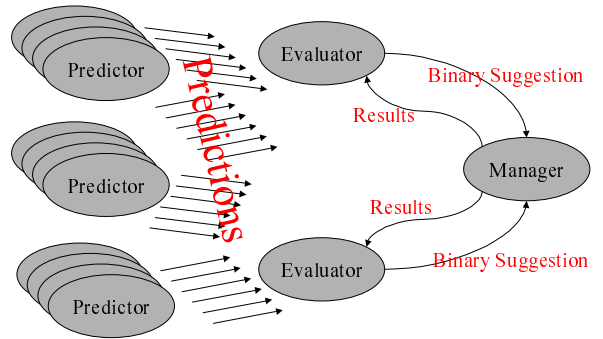 Predictor
Predictor
Predictor
Predictions
Evaluator
Binary Suggestion
Results
Manager
Results
Evaluator
Binary Suggestion